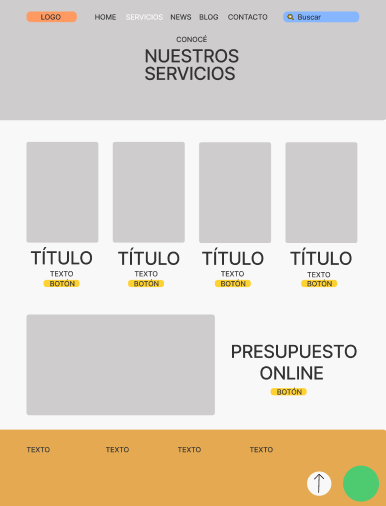 LOGO HOME SERVICIOS NEWS BLOG CONTACTO Buscar
CONOCÉ
NUESTROS
SERVICIOS
TÍTULO TÍTULO TÍTULO TÍTULO
TEXTO TEXTO TEXTO TEXTO
BOTÓN BOTÓN BOTÓN BOTÓN
PRESUPUESTO
ONLINE
BOTÓN
TEXTO TEXTO TEXTO TEXTO